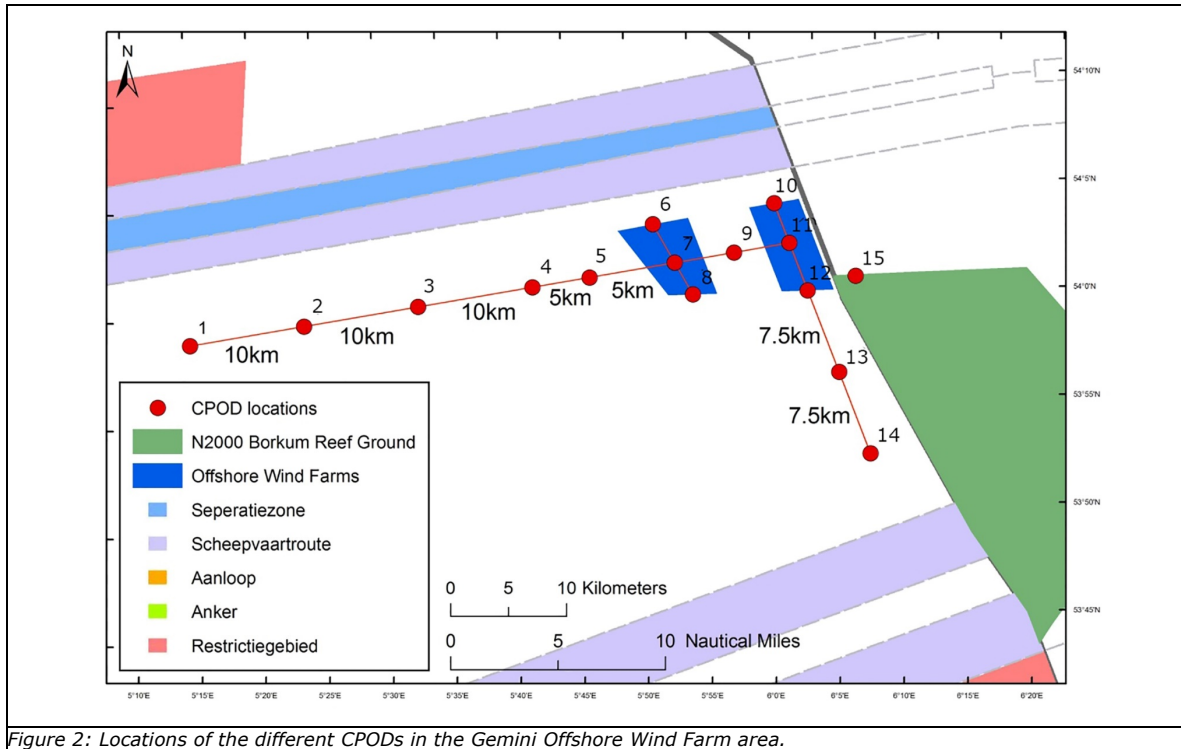 N
54°10'N
54°5'N
54°0'N
53°55'N
53°50'N
53°45'N
10
6
11
9
7
5
15
4
8
12
3
5km
5km
2
10km
7.5km
1
10km
13
10km
7.5km
14
CPOD locations
N2000 Borkum Reef Ground
Offshore Wind Farms
Seperatiezone
Scheepvaartroute
Aanloop
Anker
Restrictiegebied
0 5 10 Kilometers
0 5 10 Nautical Miles
5°10'E 5°15'E 5°20'E 5°25'E 5°30'E 5°35'E 5°40'E 5°45'E 5°50'E 5°55'E 6°0'E 6°5'E 6°10'E 6°15'E 6°20'E
Figure 2: Locations of the different CPODs in the Gemini Offshore Wind Farm area.